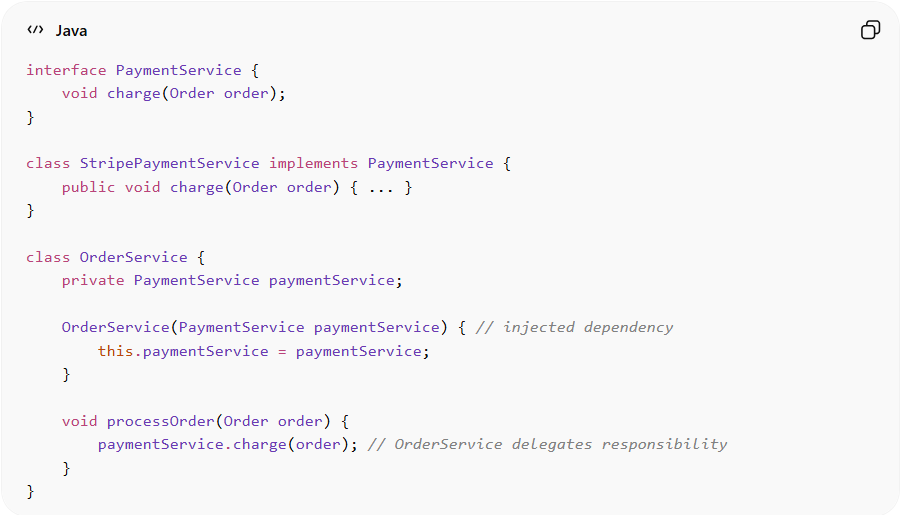 </> Java
interface PaymentService {
    void charge(Order order);
}

class StripePaymentService implements PaymentService {
    public void charge(Order order) { ... }
}

class OrderService {
    private PaymentService paymentService;

    OrderService(PaymentService paymentService) { // injected dependency
        this.paymentService = paymentService;
    }

    void processOrder(Order order) {
        paymentService.charge(order); // OrderService delegates responsibility
    }
}